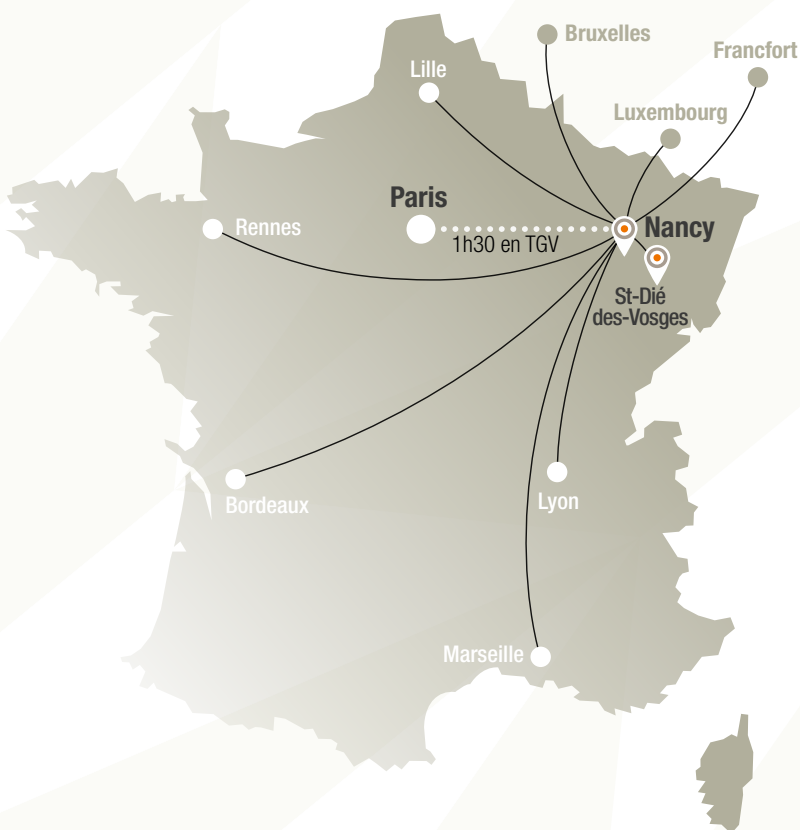 Bruxelles
Francfort
Lille
Luxembourg
Paris
Rennes
Nancy
1h30 en TGV
St-Dié
des-Vosges
Bordeaux
Lyon
Marseille